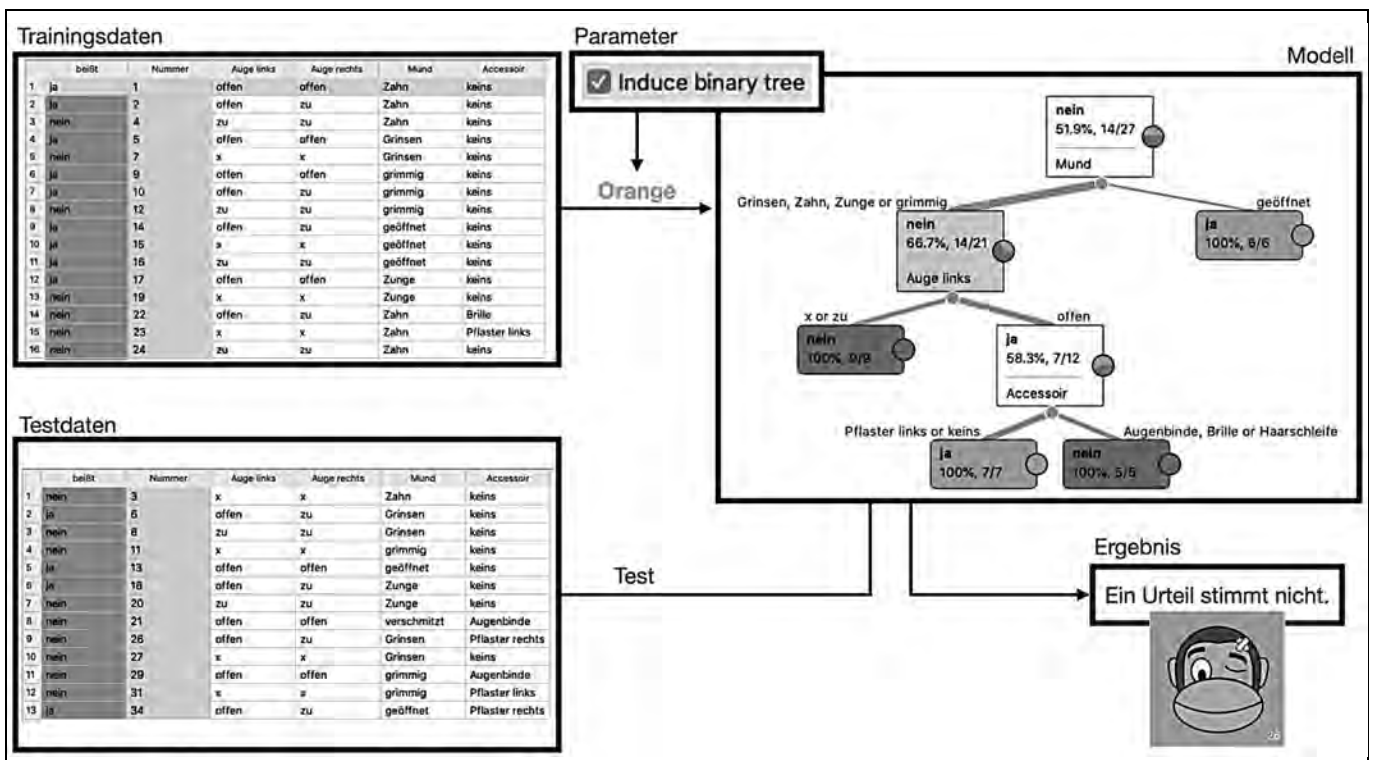 Trainingsdaten
beißt Nummer Auge links Auge rechts Mund Accessoir
1 ja 1 offen offen Zahn keins
2 ja 2 offen zu Zahn keins
3 nein 4 zu zu Zahn keins
4 ja 5 offen offen Grinsen keins
5 nein 7 x x Grinsen keins
6 ja 9 offen offen grimmig keins
7 ja 10 offen zu grimmig keins
8 nein 12 zu zu grimmig keins
9 ja 14 offen zu geöffnet keins
10 ja 15 x x geöffnet keins
11 ja 16 zu zu geöffnet keins
12 ja 17 offen offen Zunge keins
13 nein 19 x x Zunge keins
14 nein 22 offen zu Zahn Brille
15 nein 23 x x Zahn Pflaster links
16 nein 24 zu zu Zahn keins
Parameter
Induce binary tree
Orange
Modell
nein
51.9%, 14/27
Mund
Grinsen, Zahn, Zunge or grimmig
geöffnet
nein
66.7%, 14/21
Auge links
ja
100%, 6/6
x or zu
offen
nein
100%, 9/9
ja
58.3%, 7/12
Accessoir
Pflaster links or keins
Augenbinde, Brille or Haarschleife
ja
100%, 7/7
nein
100%, 5/5
Testdaten
beißt Nummer Auge links Auge rechts Mund Accessoir
1 nein 3 x x Zahn keins
2 ja 6 offen zu Grinsen keins
3 nein 8 zu zu Grinsen keins
4 nein 11 x x grimmig keins
5 ja 13 offen offen geöffnet keins
6 ja 18 offen zu Zunge keins
7 nein 20 zu zu Zunge keins
8 nein 21 offen offen verschmitzt Augenbinde
9 nein 26 offen zu Grinsen Pflaster rechts
10 nein 27 x x Grinsen keins
11 nein 29 offen offen grimmig Augenbinde
12 nein 31 x x grimmig Pflaster links
13 ja 34 offen zu geöffnet Pflaster rechts
Test
Ergebnis
Ein Urteil stimmt nicht.
26